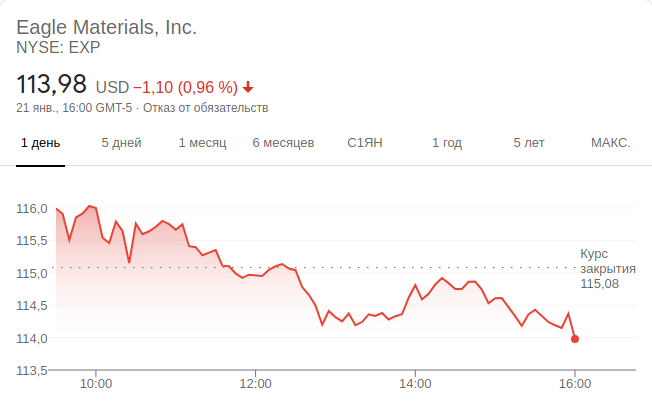 Eagle Materials, Inc.
NYSE: EXP
113,98 USD −1,10 (0,96 %)
21 янв., 16:00 GMT-5 · Отказ от обязательств
1 день 5 дней 1 месяц 6 месяцев С1ЯН 1 год 5 лет МАКС.
116,0
115,5
115,0
114,5
114,0
113,5
Курс
закрытия
115,08
10:00 12:00 14:00 16:00